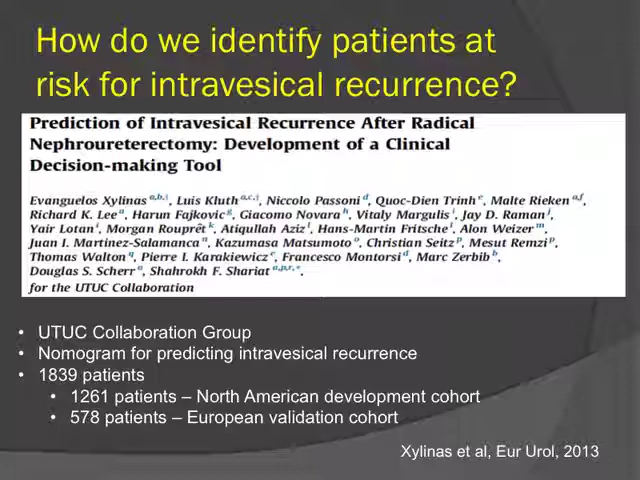 How do we identify patients at
risk for intravesical recurrence?
Prediction of Intravesical Recurrence After Radical
Nephroureterectomy: Development of a Clinical
Decision-making Tool
Evanguelos Xylinas a,b,†, Luis Kluth a,c,†, Niccolo Passoni d, Quoc-Dien Trinh e, Malte Rieken a,f,
Richard K. Lee a, Harun Fajkovic g, Giacomo Novara h, Vitaly Margulis i, Jay D. Raman j,
Yair Lotan i, Morgan Rouprêt k, Atiqullah Aziz l, Hans-Martin Fritsche l, Alon Weizer m,
Juan I. Martinez-Salamanca n, Kazumasa Matsumoto o, Christian Seitz p, Mesut Remzi p,
Thomas Walton q, Pierre I. Karakiewicz e, Francesco Montorsi d, Marc Zerbib b,
Douglas S. Scherr a, Shahrokh F. Shariat a,p,r,*,
for the UTUC Collaboration
• UTUC Collaboration Group
• Nomogram for predicting intravesical recurrence
• 1839 patients
• 1261 patients – North American development cohort
• 578 patients – European validation cohort
Xylinas et al, Eur Urol, 2013